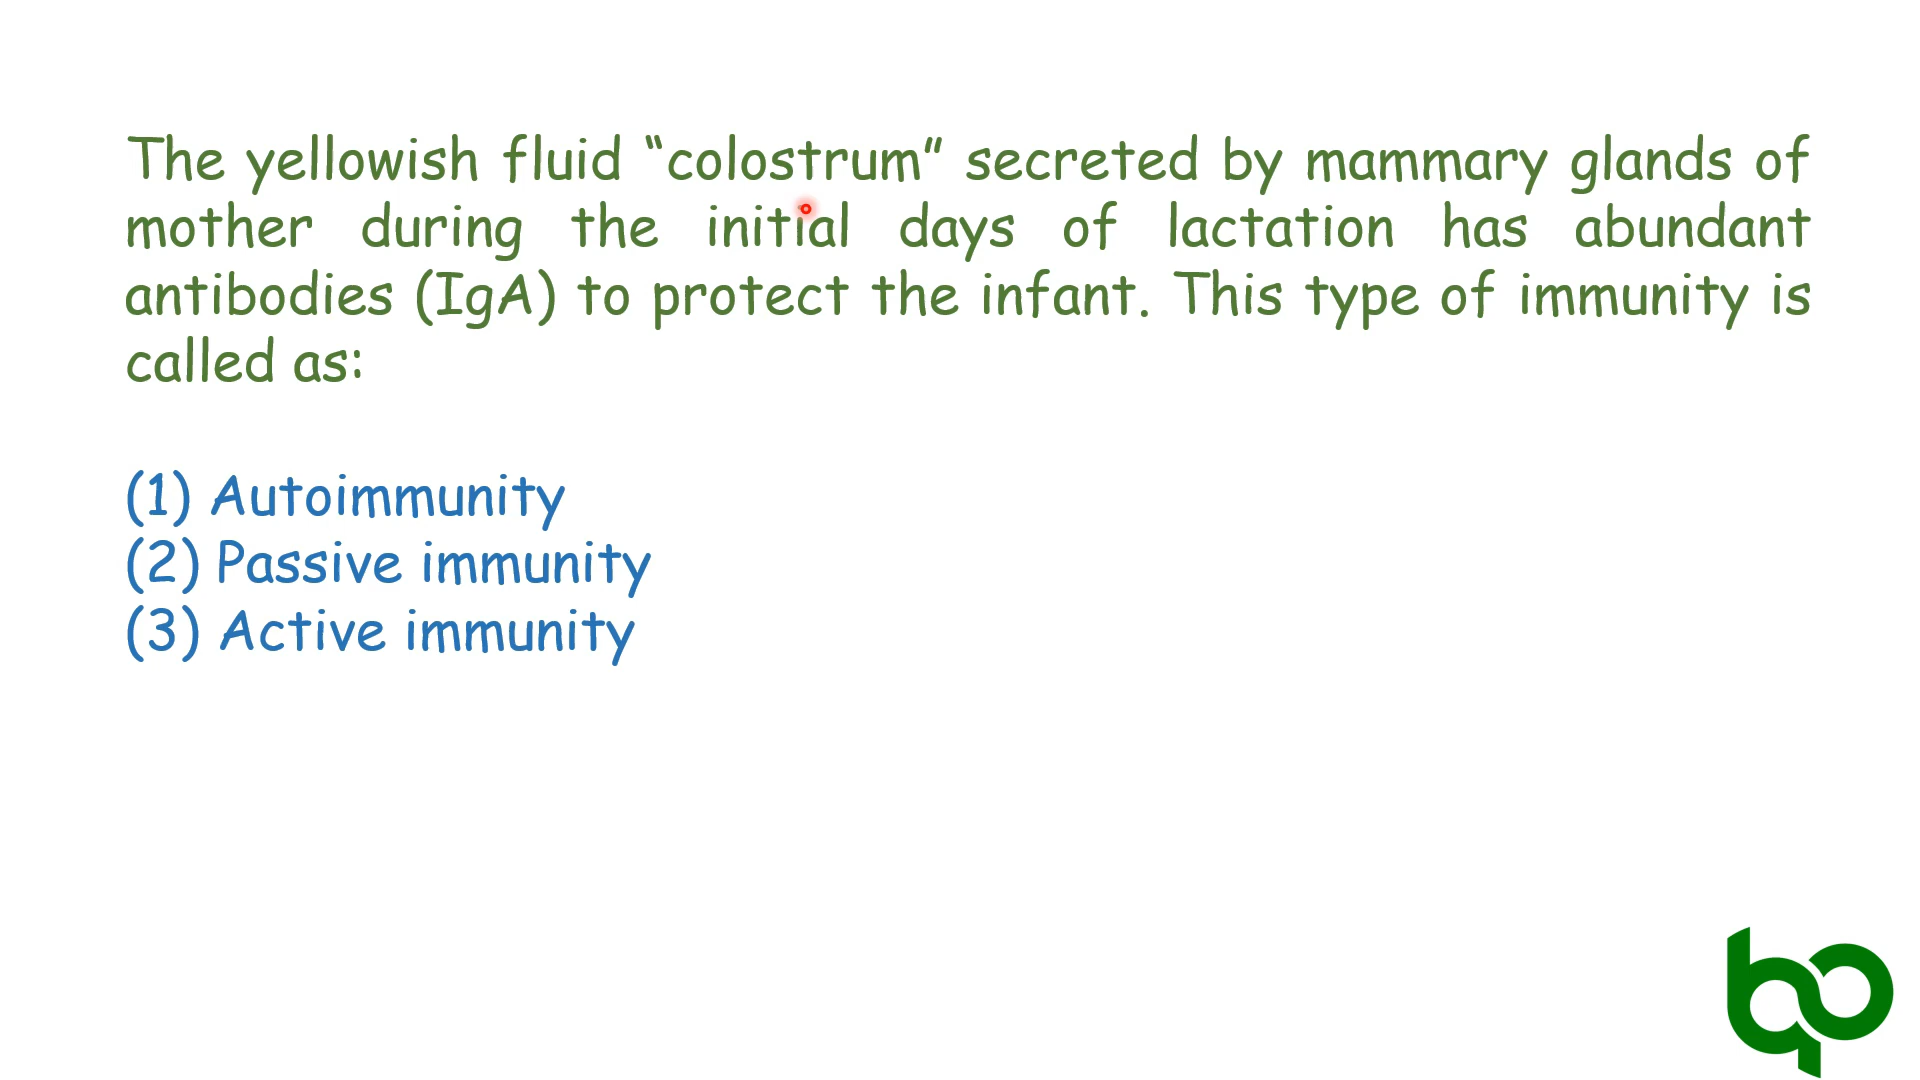 The yellowish fluid “colostrum” secreted by mammary glands of
mother during the initial days of lactation has abundant
antibodies (IgA) to protect the infant. This type of immunity is
called as:
(1) Autoimmunity
(2) Passive immunity
(3) Active immunity